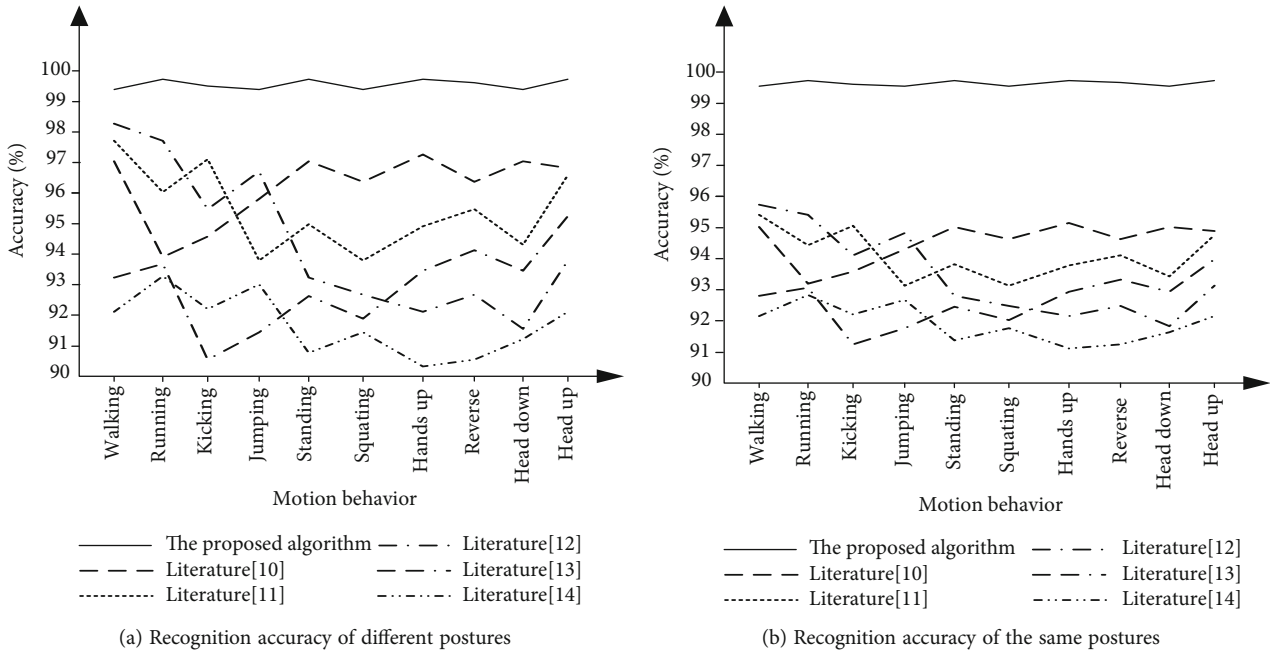 100
99
98
97
96
95
94
93
92
91
90
Accuracy (%)
Walking
Running
Kicking
Jumping
Standing
Squating
Hands up
Reverse
Head down
Head up
Motion behavior
The proposed algorithm
Literature[10]
Literature[11]
Literature[12]
Literature[13]
Literature[14]
(a) Recognition accuracy of different postures
100
99
98
97
96
95
94
93
92
91
90
Accuracy (%)
Walking
Running
Kicking
Jumping
Standing
Squating
Hands up
Reverse
Head down
Head up
Motion behavior
The proposed algorithm
Literature[10]
Literature[11]
Literature[12]
Literature[13]
Literature[14]
(b) Recognition accuracy of the same postures